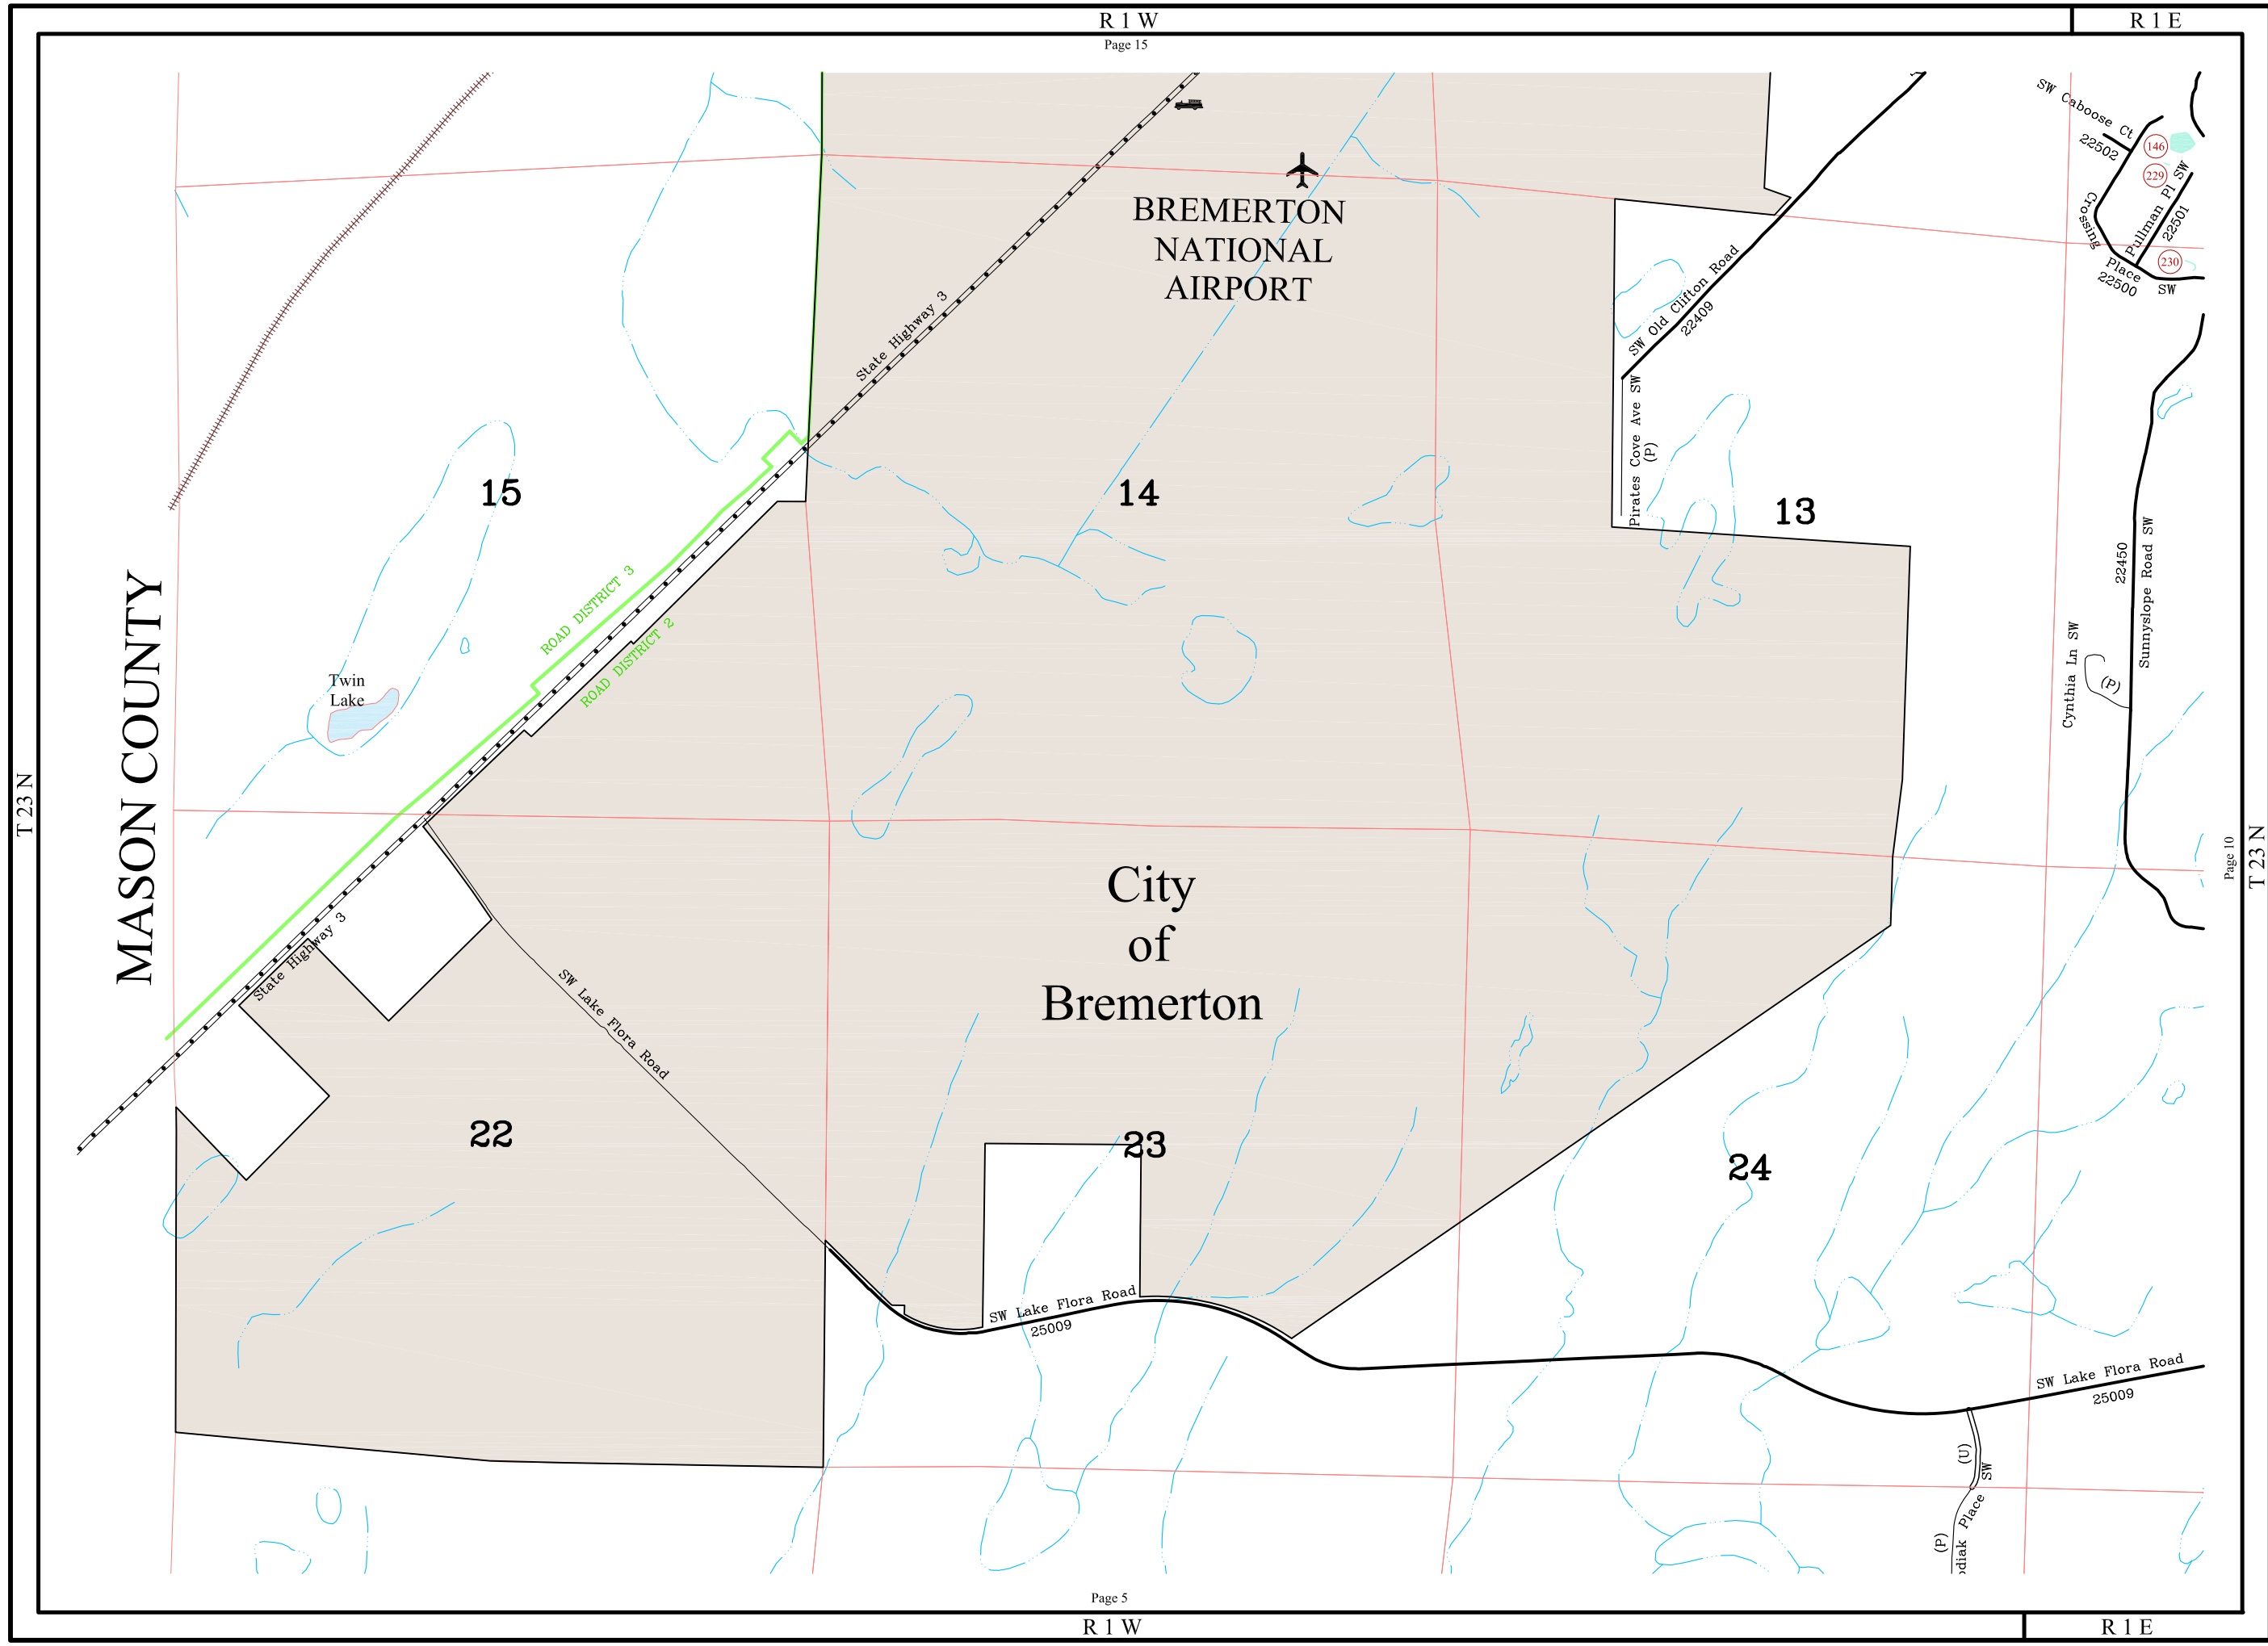 R 1 W
R 1 E
Page 15
SW Caboose Ct
22502
146
229
Pullman Pl SW
22501
Crossing
Place
SW
22500
230
BREMERTON
NATIONAL
AIRPORT
State Highway 3
SW Old Clifton Road
22409
Pirates Cove Ave SW
(P)
15
14
13
ROAD DISTRICT 3
ROAD DISTRICT 2
22450
Sunnyslope Road SW
Cynthia Ln SW
(P)
Twin
Lake
MASON COUNTY
T 23 N
Page 10
T 23 N
City
of
Bremerton
State Highway 3
SW Lake Flora Road
22
23
24
SW Lake Flora Road
25009
SW Lake Flora Road
25009
(U)
SW
Place
diak
(P)
Page 5
R 1 W
R 1 E